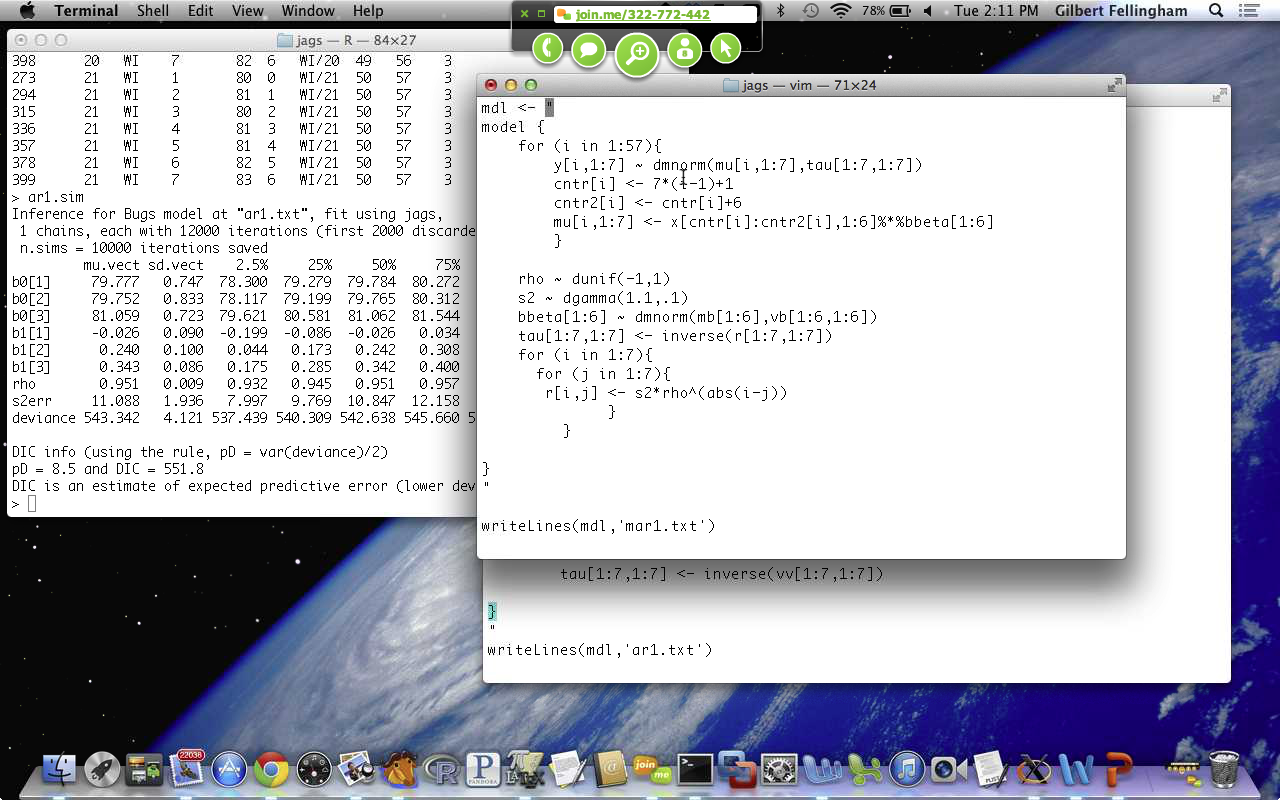 Terminal Shell Edit View Window Help
join.me/322-772-442
78% Tue 2:11 PM Gilbert Fellingham
jags — R — 84×27
398 20 WI 7 82 6 WI/20 49 56 3
273 21 WI 1 80 0 WI/21 50 57 3
294 21 WI 2 81 1 WI/21 50 57 3
315 21 WI 3 80 2 WI/21 50 57 3
336 21 WI 4 81 3 WI/21 50 57 3
357 21 WI 5 81 4 WI/21 50 57 3
378 21 WI 6 82 5 WI/21 50 57 3
399 21 WI 7 83 6 WI/21 50 57 3
> ar1.sim
Inference for Bugs model at "ar1.txt", fit using jags,
1 chains, each with 12000 iterations (first 2000 discarde
n.sims = 10000 iterations saved
mu.vect sd.vect 2.5% 25% 50% 75%
b0[1] 79.777 0.747 78.300 79.279 79.784 80.272
b0[2] 79.752 0.833 78.117 79.199 79.765 80.312
b0[3] 81.059 0.723 79.621 80.581 81.062 81.544
b1[1] -0.026 0.090 -0.199 -0.086 -0.026 0.034
b1[2] 0.240 0.100 0.044 0.173 0.242 0.308
b1[3] 0.343 0.086 0.175 0.285 0.342 0.400
rho 0.951 0.009 0.932 0.945 0.951 0.957
s2err 11.088 1.936 7.997 9.769 10.847 12.158
deviance 543.342 4.121 537.439 540.309 542.638 545.660 5
DIC info (using the rule, pD = var(deviance)/2)
pD = 8.5 and DIC = 551.8
DIC is an estimate of expected predictive error (lower dev
>
jags — vim — 71×24
mdl <- "
model {
for (i in 1:57){
y[i,1:7] ~ dmnorm(mu[i,1:7],tau[1:7,1:7])
cntr[i] <- 7*(i-1)+1
cntr2[i] <- cntr[i]+6
mu[i,1:7] <- x[cntr[i]:cntr2[i],1:6]%*%bbeta[1:6]
}
rho ~ dunif(-1,1)
s2 ~ dgamma(1.1,.1)
bbeta[1:6] ~ dmnorm(mb[1:6],vb[1:6,1:6])
tau[1:7,1:7] <- inverse(r[1:7,1:7])
for (i in 1:7){
for (j in 1:7){
r[i,j] <- s2*rho^(abs(i-j))
}
}
}
"
writeLines(mdl,'mar1.txt')
tau[1:7,1:7] <- inverse(vv[1:7,1:7])
}
"
writeLines(mdl,'ar1.txt')
22036
PANDORA
join me